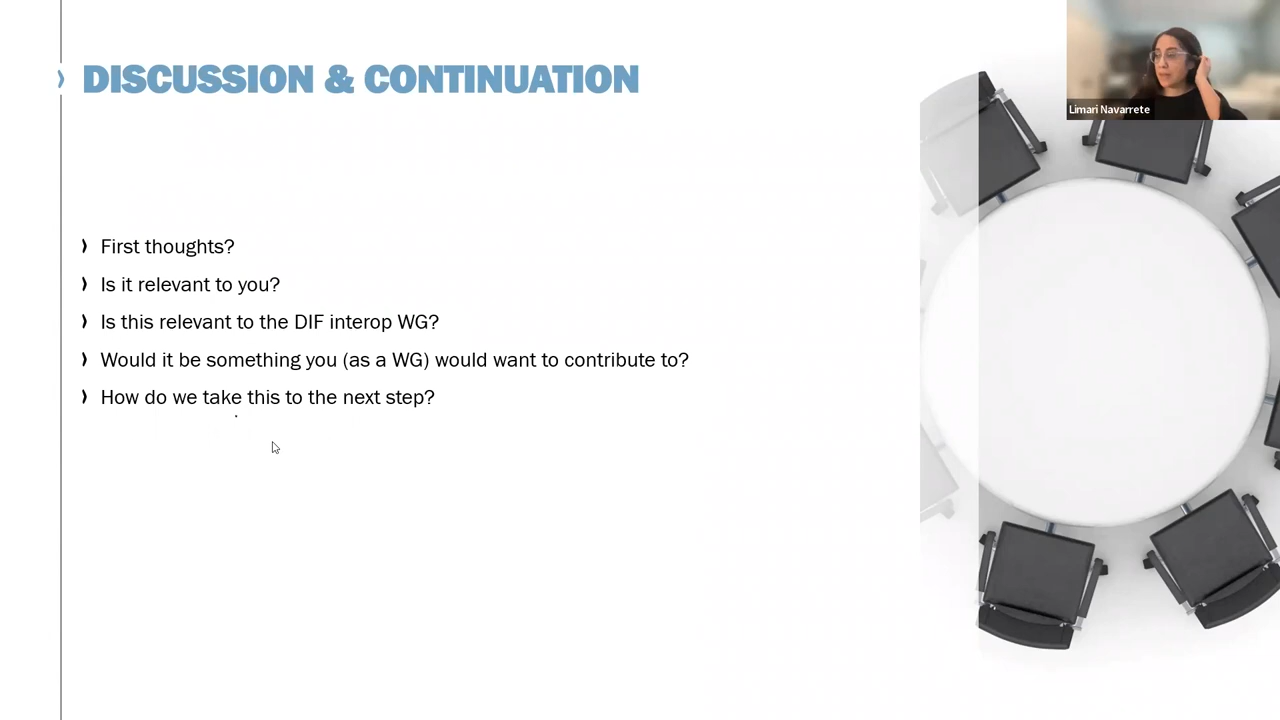 DISCUSSION & CONTINUATION
First thoughts?
Is it relevant to you?
Is this relevant to the DIF interop WG?
Would it be something you (as a WG) would want to contribute to?
How do we take this to the next step?
Limari Navarrete